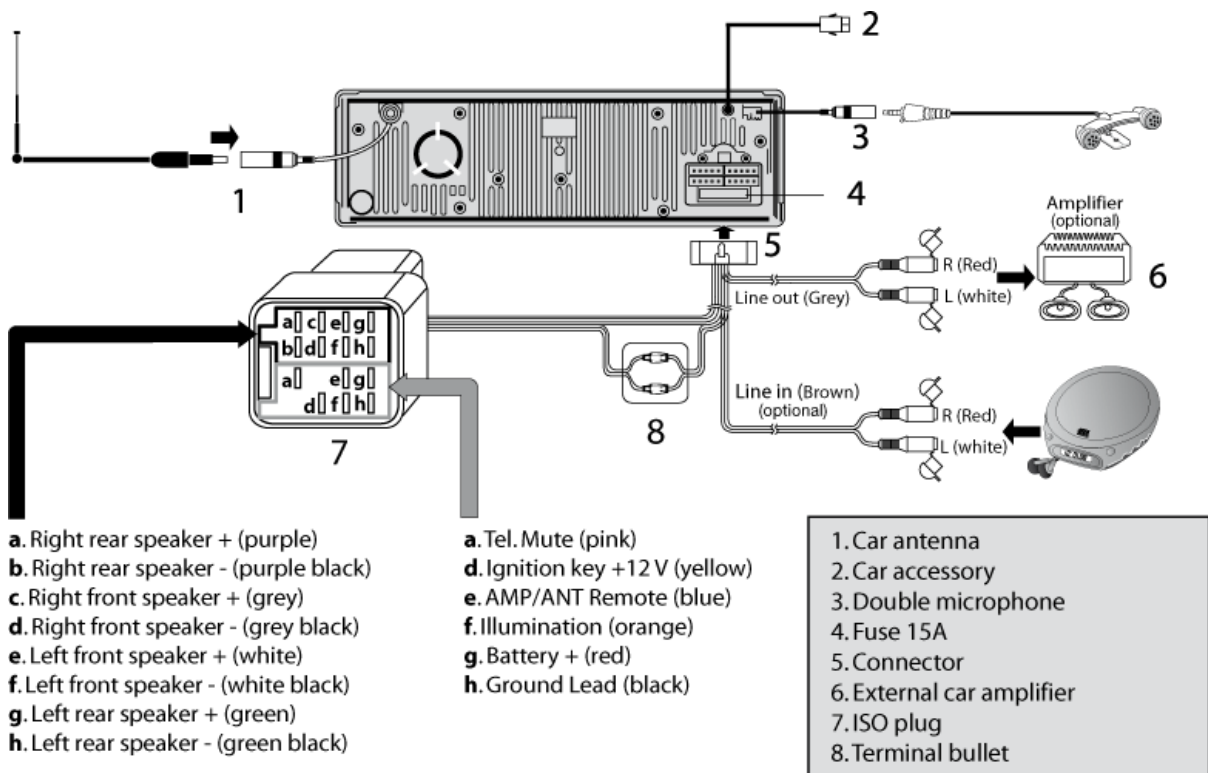 2
1
3
4
5
Amplifier
(optional)
R (Red)
L (white)
6
Line out (Grey)
a c e g
b d f h
a e g
d f h
7
8
Line in (Brown)
(optional)
R (Red)
L (white)
a. Right rear speaker + (purple)
b. Right rear speaker - (purple black)
c. Right front speaker + (grey)
d. Right front speaker - (grey black)
e. Left front speaker + (white)
f. Left front speaker - (white black)
g. Left rear speaker + (green)
h. Left rear speaker - (green black)
a. Tel. Mute (pink)
d. Ignition key +12 V (yellow)
e. AMP/ANT Remote (blue)
f. Illumination (orange)
g. Battery + (red)
h. Ground Lead (black)
1. Car antenna
2. Car accessory
3. Double microphone
4. Fuse 15A
5. Connector
6. External car amplifier
7. ISO plug
8. Terminal bullet